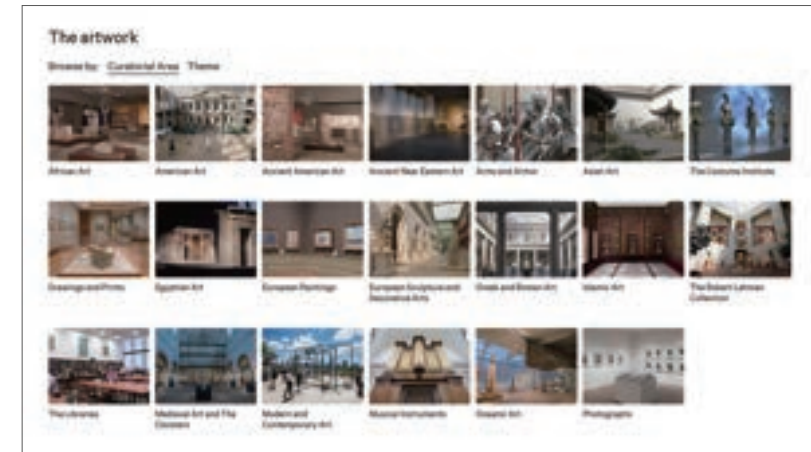 The artwork
Browse by: Curatorial Area Theme
African Art
American Art
Ancient American Art
Ancient Near Eastern Art
Arms and Armor
Asian Art
The Costume Institute
Drawings and Prints
Egyptian Art
European Paintings
European Sculpture and
Decorative Arts
Greek and Roman Art
Islamic Art
The Robert Lehman
Collection
The Libraries
Medieval Art and The
Cloisters
Modern and
Contemporary Art
Musical Instruments
Oceanic Art
Photographs